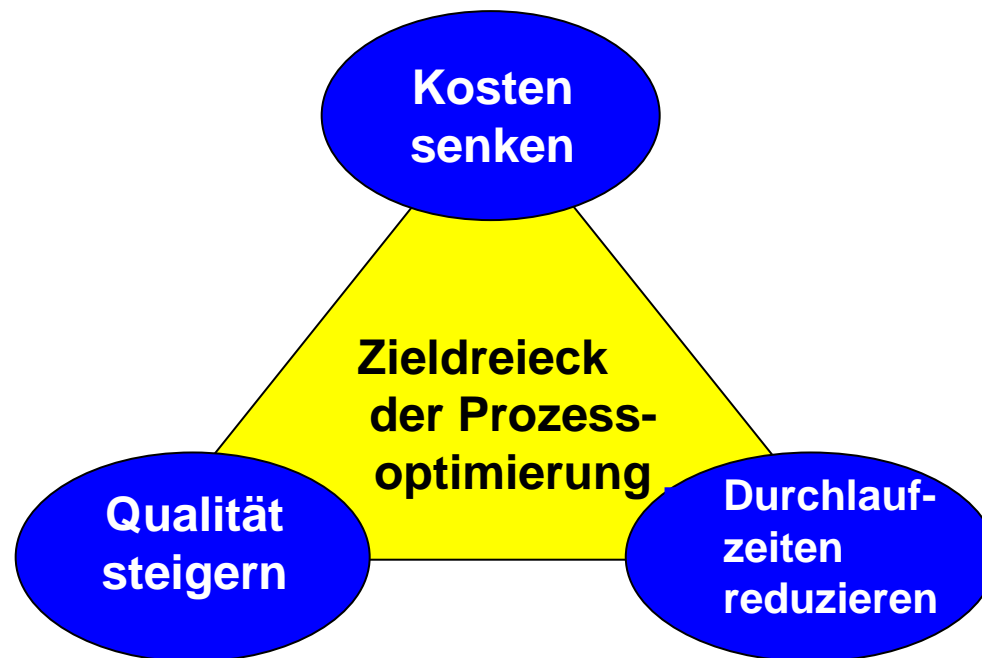 Kosten
senken
Zieldreieck
der Prozess-
optimierung
Qualität
steigern
Durchlauf-
zeiten
reduzieren